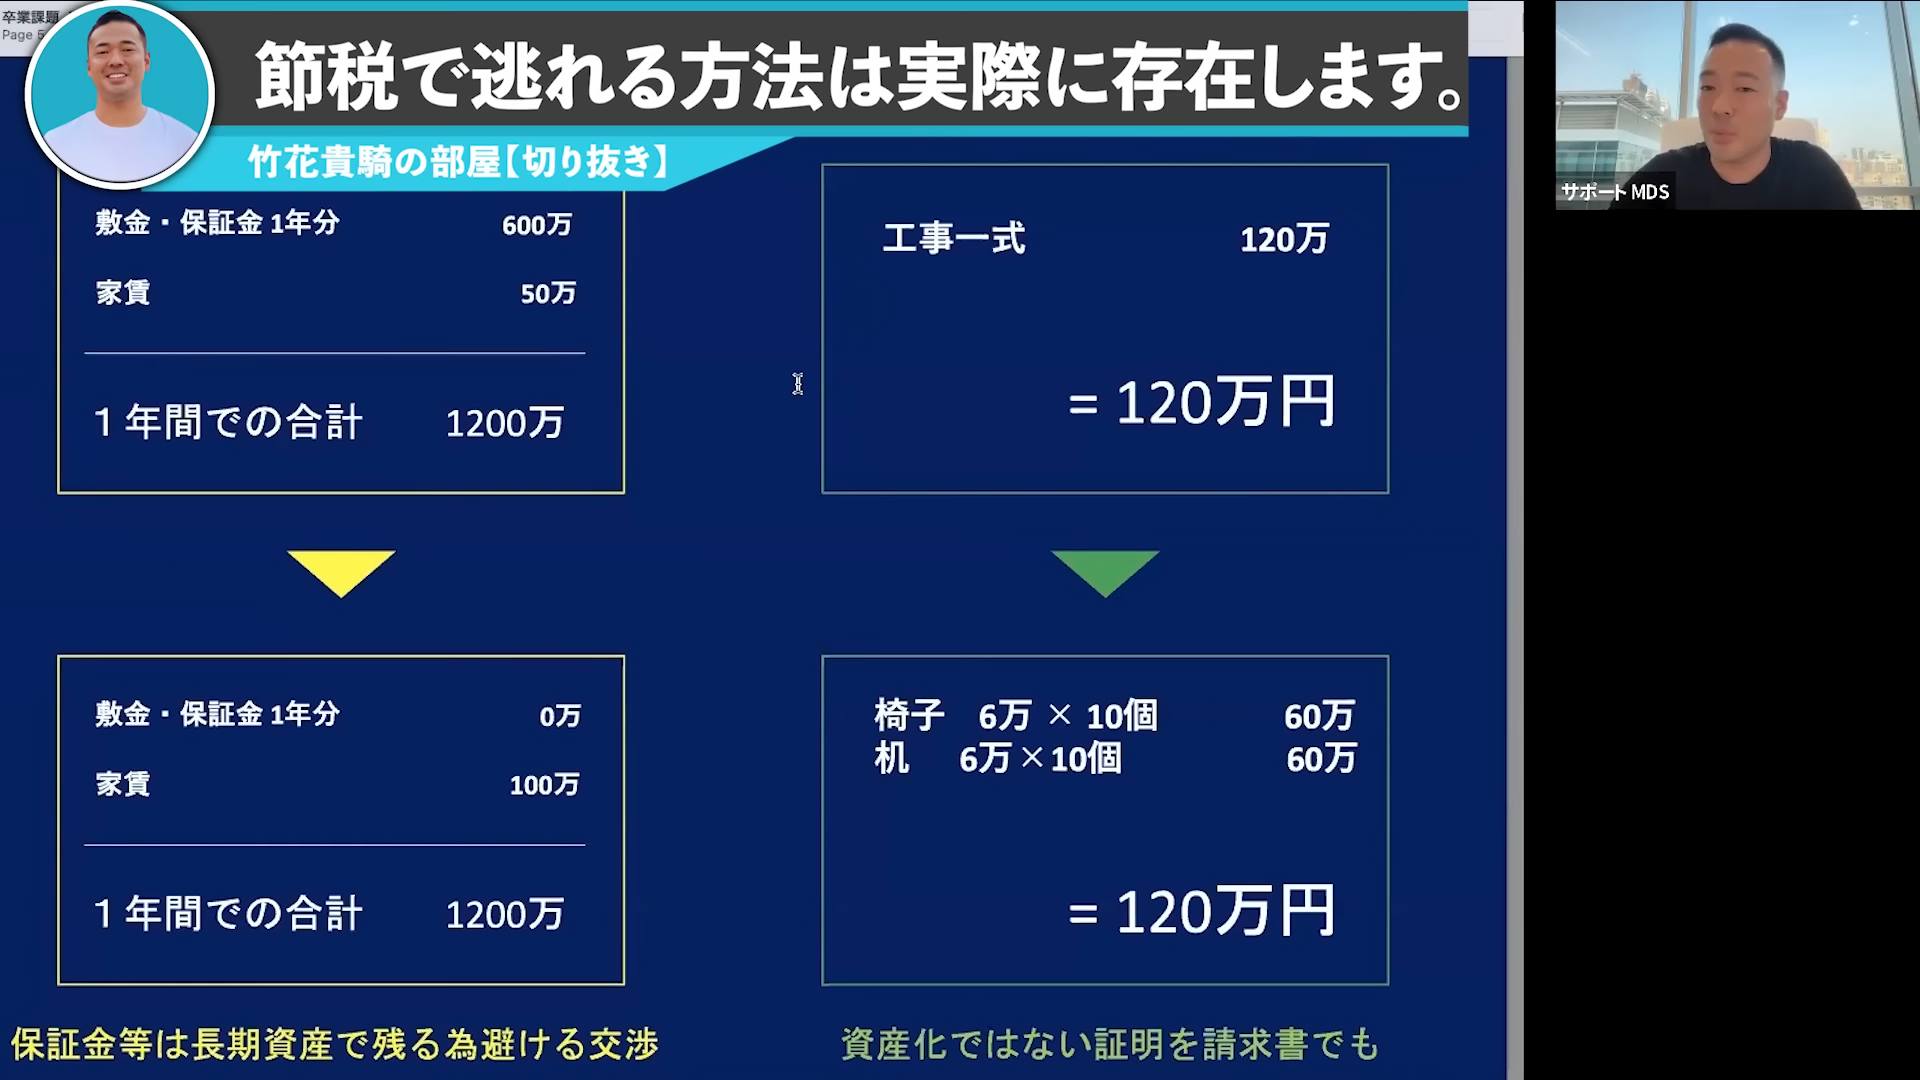 卒業課題
Page 5
節税で逃れる方法は実際に存在します。
竹花貴騎の部屋【切り抜き】
サポート MDS
敷金・保証金 1年分 600万
家賃 50万
1年間での合計 1200万
工事一式 120万
= 120万円
敷金・保証金 1年分 0万
家賃 100万
1年間での合計 1200万
椅子 6万 × 10個 60万
机 6万×10個 60万
= 120万円
保証金等は長期資産で残る為避ける交渉
資産化ではない証明を請求書でも